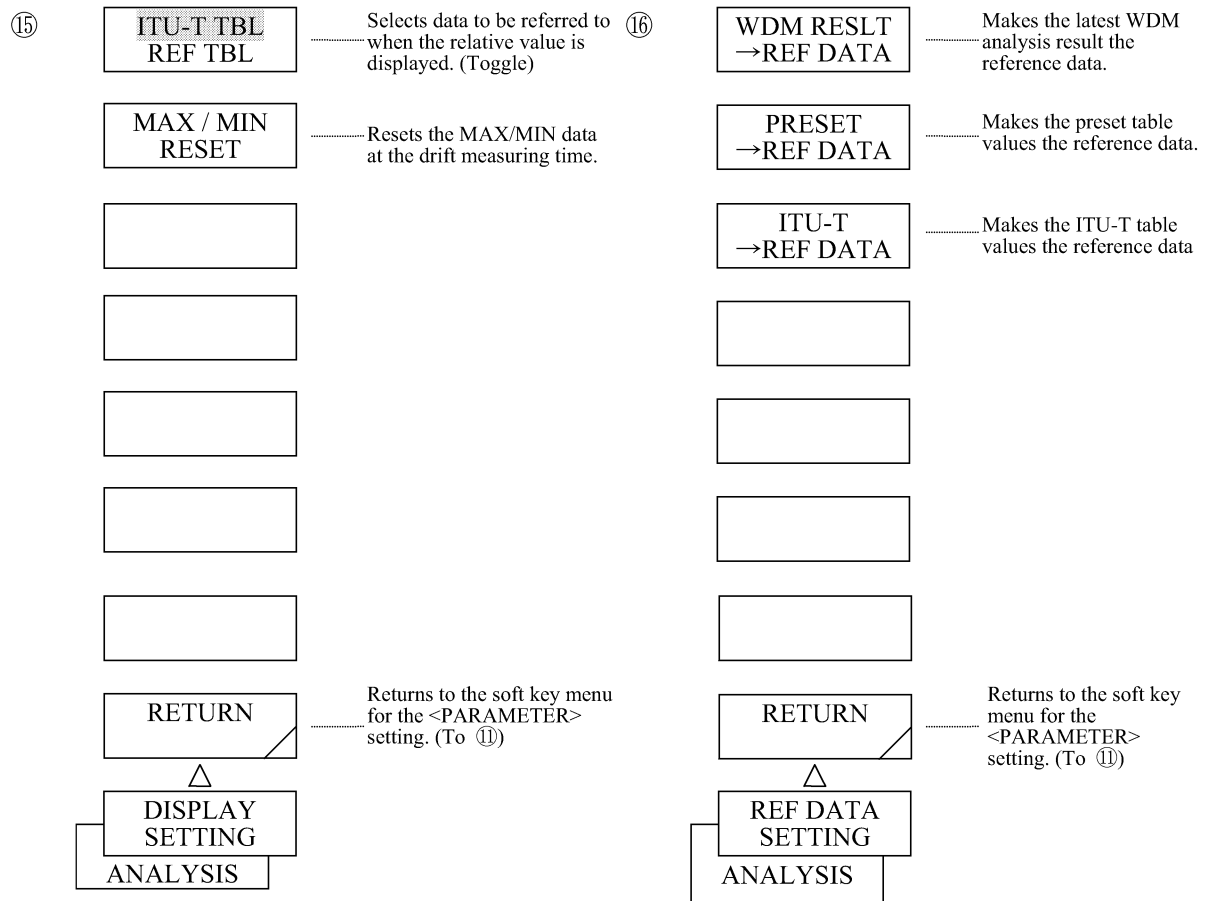 ⑮
ITU-T TBL
REF TBL
Selects data to be referred to
when the relative value is
displayed. (Toggle)
MAX / MIN
RESET
Resets the MAX/MIN data
at the drift measuring time.
RETURN
Returns to the soft key menu
for the <PARAMETER>
setting. (To ⑪)
△
DISPLAY
SETTING
ANALYSIS
⑯
WDM RESLT
→REF DATA
Makes the latest WDM
analysis result the
reference data.
PRESET
→REF DATA
Makes the preset table
values the reference data.
ITU-T
→REF DATA
Makes the ITU-T table
values the reference data
RETURN
Returns to the soft key
menu for the
<PARAMETER>
setting. (To ⑪)
△
REF DATA
SETTING
ANALYSIS